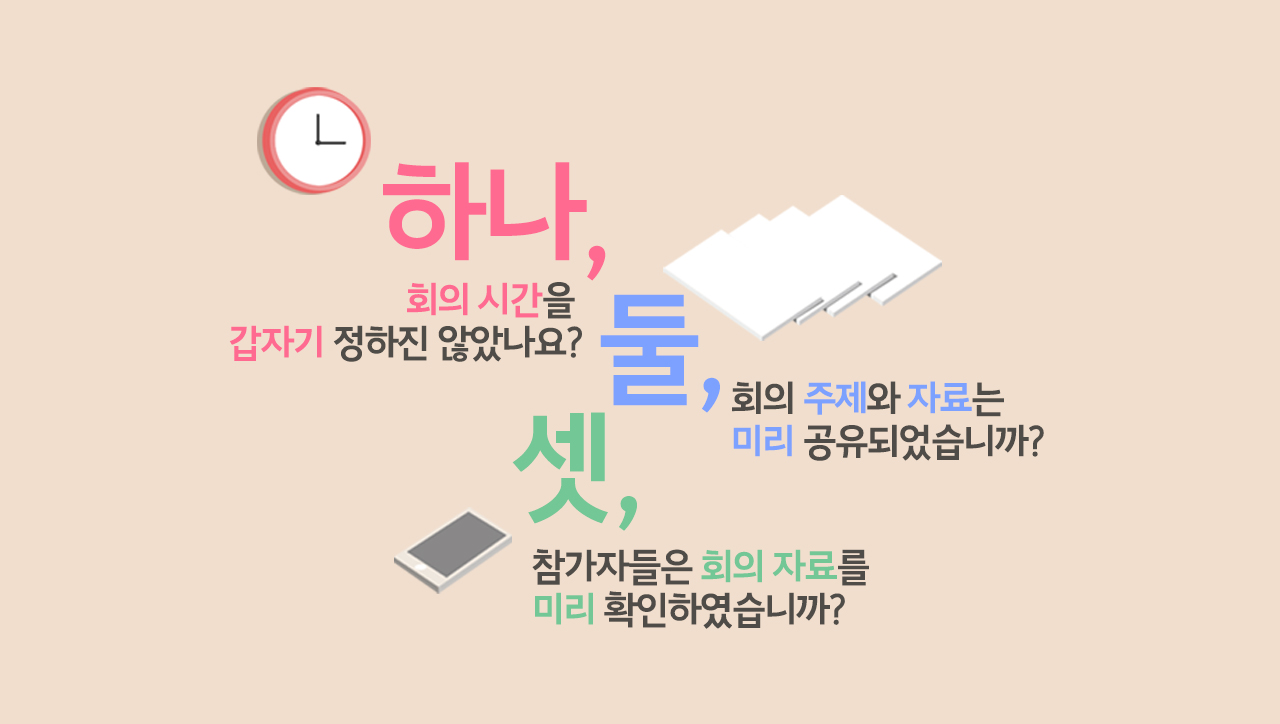 하나,
회의 시간을
갑자기 정하진 않았나요?
둘,
회의 주제와 자료는
미리 공유되었습니까?
셋,
참가자들은 회의 자료를
미리 확인하였습니까?